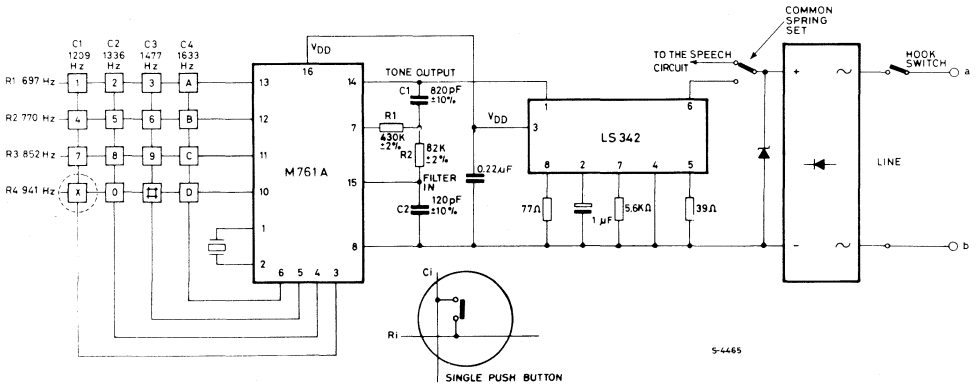 COMMON
SPRING
SET
C1 C2 C3 C4
1209 1336 1477 1633
Hz Hz Hz Hz
VDD
16
TO THE SPEECH
CIRCUIT
HOOK
SWITCH
R1 697 Hz 1 2 3 A 13
14 TONE OUTPUT
C1 820pF
±10%
1 6
+ ~ a
R2 770 Hz 4 5 6 B 12
7 R1
430K
±2%
VDD
3 LS342
R3 852 Hz 7 8 9 C 11
R2 82K
±2%
M761A
0.22µF
8 2 7 4 5
LINE
R4 941 Hz X 0 D 10
15 FILTER
IN
C2 120pF
±10%
77Ω 1 µF 5.6KΩ 39Ω
1
2
8
- ~ b
6 5 4 3
Ci
Ri
S-4465
SINGLE PUSH BUTTON